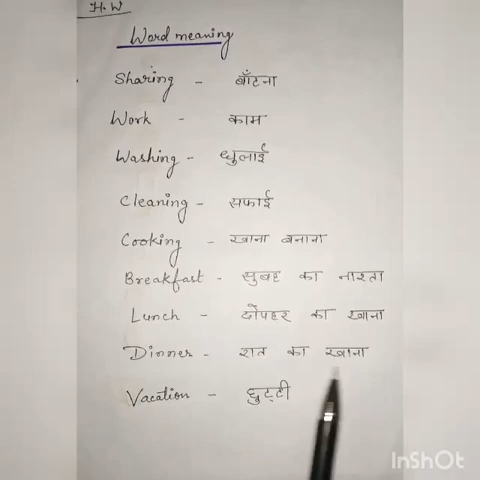 H.W
Word meaning
Sharing - बाँटना
Work - काम
Washing - धुलाई
Cleaning - सफाई
Cooking - खाना बनाना
Breakfast - सुबह का नाश्ता
Lunch - दोपहर का खाना
Dinner - रात का खाना
Vacation - छुट्टी
InShOt